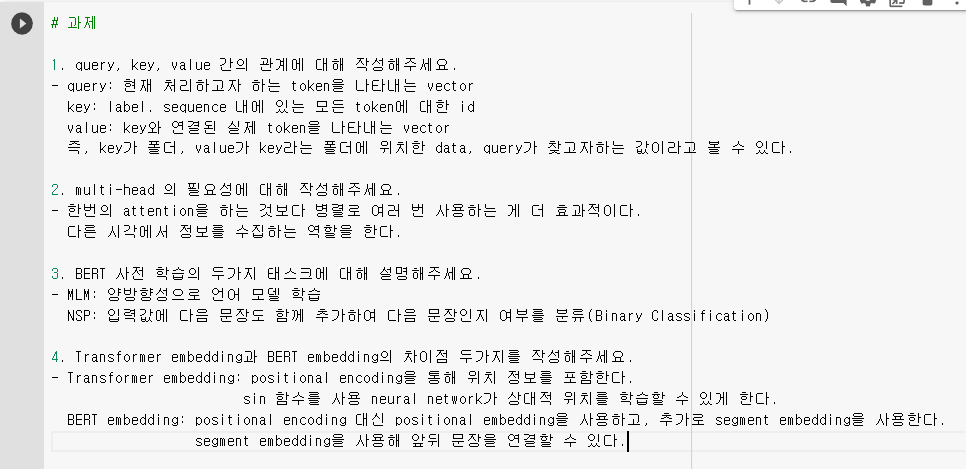 # 과제
1. query, key, value 간의 관계에 대해 작성해주세요.
- query: 현재 처리하고자 하는 token을 나타내는 vector
key: label. sequence 내에 있는 모든 token에 대한 id
value: key와 연결된 실제 token을 나타내는 vector
즉, key가 폴더, value가 key라는 폴더에 위치한 data, query가 찾고자하는 값이라고 볼 수 있다.
2. multi-head 의 필요성에 대해 작성해주세요.
- 한번의 attention을 하는 것보다 병렬로 여러 번 사용하는 게 더 효과적이다.
다른 시각에서 정보를 수집하는 역할을 한다.
3. BERT 사전 학습의 두가지 태스크에 대해 설명해주세요.
- MLM: 양방향성으로 언어 모델 학습
NSP: 입력값에 다음 문장도 함께 추가하여 다음 문장인지 여부를 분류(Binary Classification)
4. Transformer embedding과 BERT embedding의 차이점 두가지를 작성해주세요.
- Transformer embedding: positional encoding을 통해 위치 정보를 포함한다.
sin 함수를 사용 neural network가 상대적 위치를 학습할 수 있게 한다.
BERT embedding: positional encoding 대신 positional embedding을 사용하고, 추가로 segment embedding을 사용한다.
segment embedding을 사용해 앞뒤 문장을 연결할 수 있다.